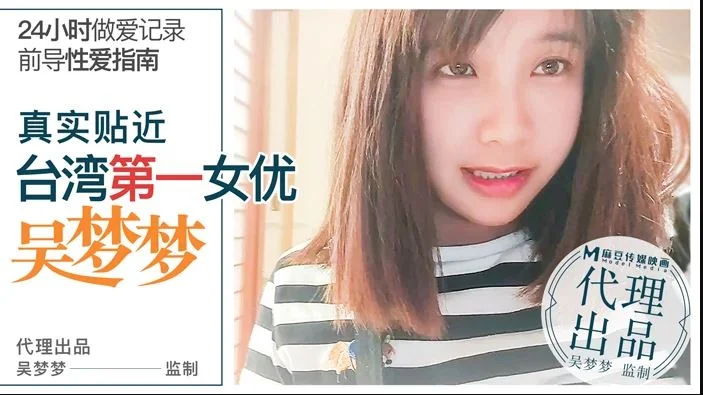 24小时做爱记录
前导性爱指南
真实贴近
台湾第一女优
吴梦梦
代理出品
吴梦梦————监制
麻豆传媒映画
Model Media
代理
出品
吴梦梦 监制